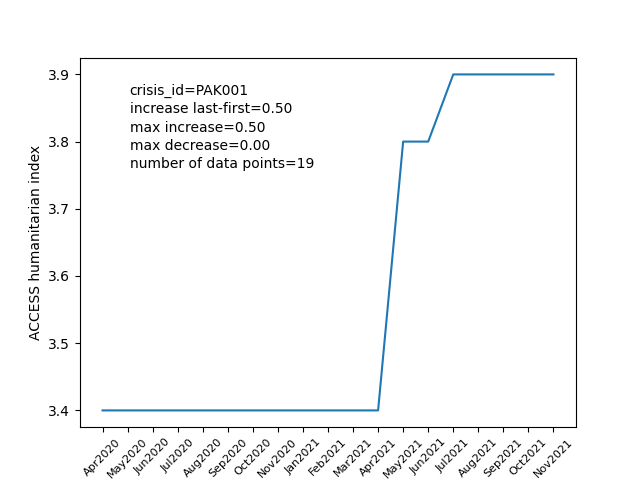 crisis_id=PAK001
increase last-first=0.50
max increase=0.50
max decrease=0.00
number of data points=19
ACCESS humanitarian index
3.9
3.8
3.7
3.6
3.5
3.4
Apr2020
May2020
Jun2020
Jul2020
Aug2020
Sep2020
Oct2020
Nov2020
Jan2021
Feb2021
Mar2021
Apr2021
May2021
Jun2021
Jul2021
Aug2021
Sep2021
Oct2021
Nov2021